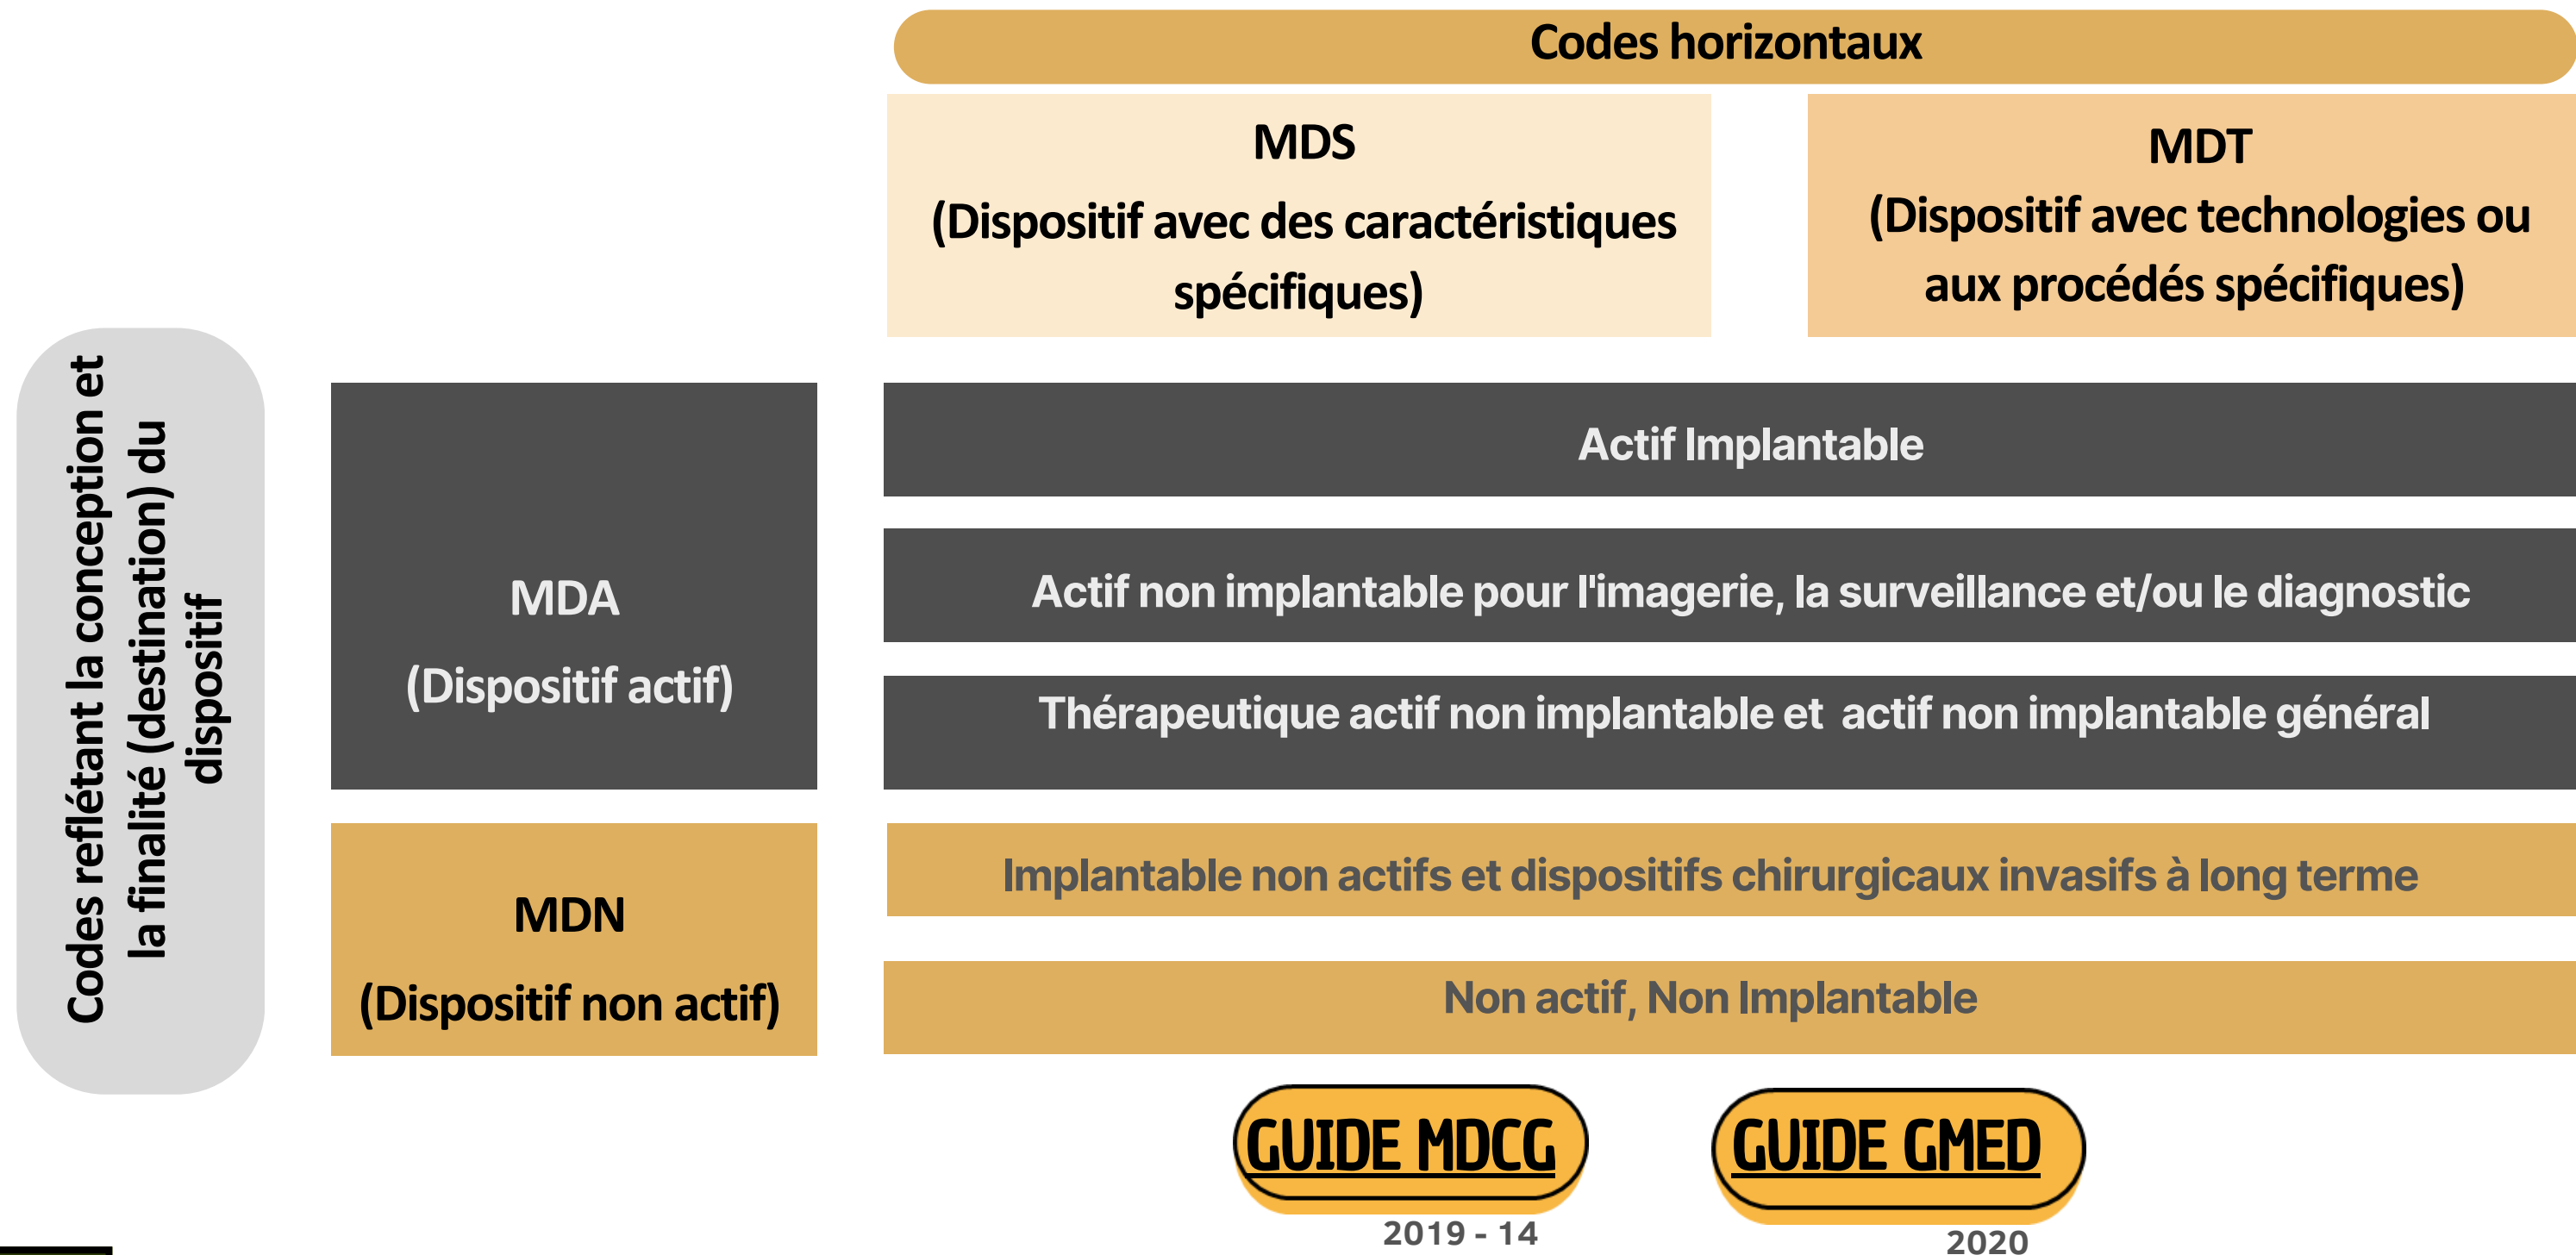 Codes horizontaux
MDS
(Dispositif avec des caractéristiques
spécifiques)
MDT
(Dispositif avec technologies ou
aux procédés spécifiques)
Codes reflétant la conception et
la finalité (destination) du
dispositif
MDA
(Dispositif actif)
Actif Implantable
Actif non implantable pour l'imagerie, la surveillance et/ou le diagnostic
Thérapeutique actif non implantable et actif non implantable général
MDN
(Dispositif non actif)
Implantable non actifs et dispositifs chirurgicaux invasifs à long terme
Non actif, Non Implantable
GUIDE MDCG
2019 - 14
GUIDE GMED
2020